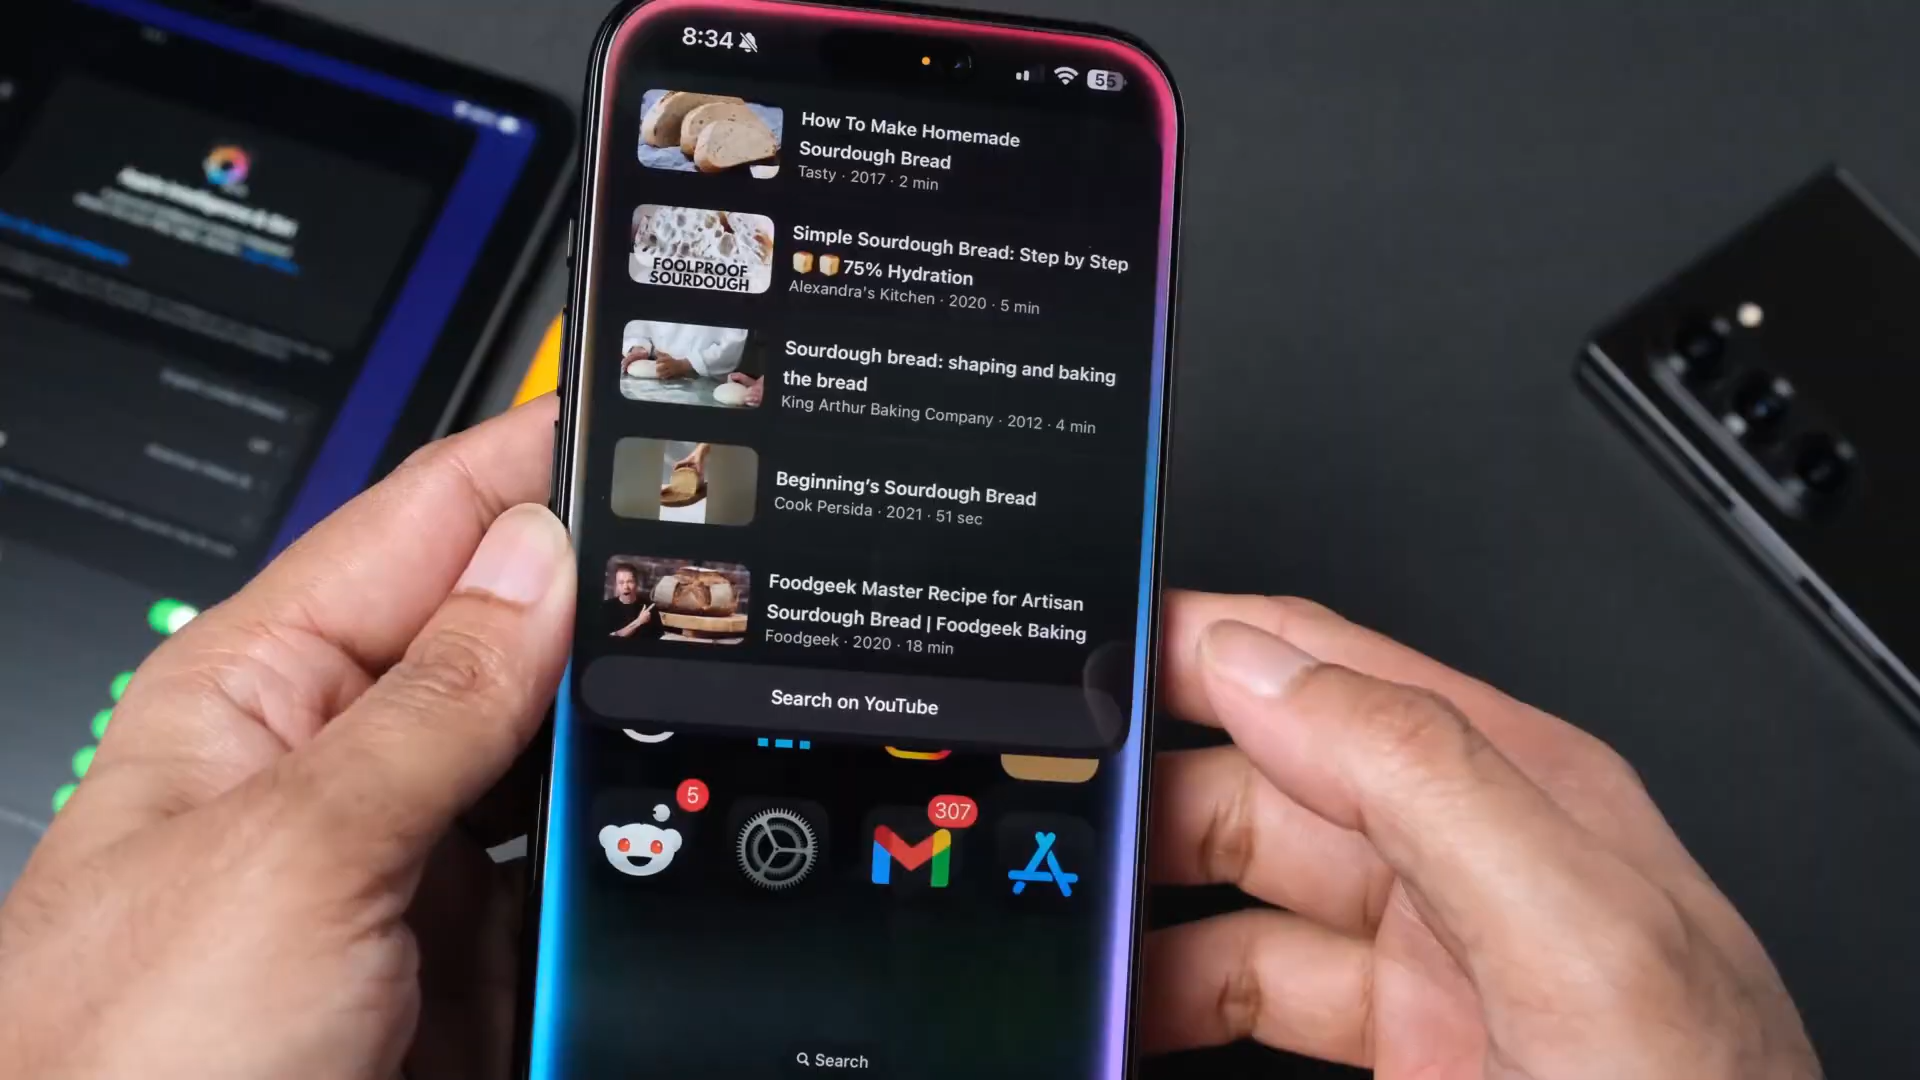 8:34
55
How To Make Homemade
Sourdough Bread
Tasty · 2017 · 2 min
FOOLPROOF
SOURDOUGH
Simple Sourdough Bread: Step by Step
🍞🍞75% Hydration
Alexandra's Kitchen · 2020 · 5 min
Sourdough bread: shaping and baking
the bread
King Arthur Baking Company · 2012 · 4 min
Beginning’s Sourdough Bread
Cook Persida · 2021 · 51 sec
Foodgeek Master Recipe for Artisan
Sourdough Bread | Foodgeek Baking
Foodgeek · 2020 · 18 min
Search on YouTube
5
307
Search